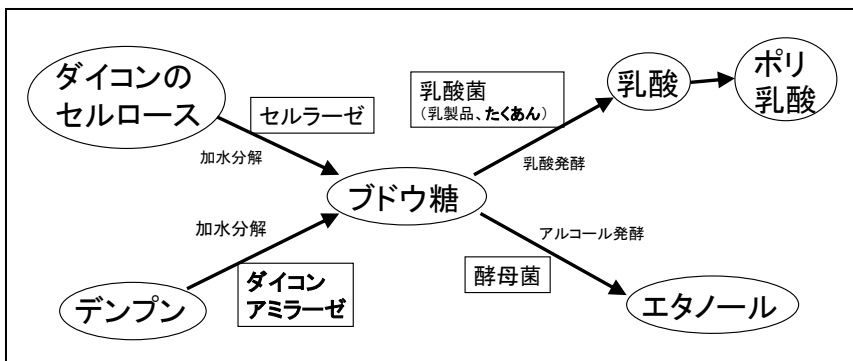 ダイコンの
セルロース
セルラーゼ
加水分解
乳酸菌
（乳製品、たくあん）
乳酸
ポリ
乳酸
乳酸発酵
ブドウ糖
加水分解
ダイコン
アミラーゼ
デンプン
アルコール発酵
酵母菌
エタノール